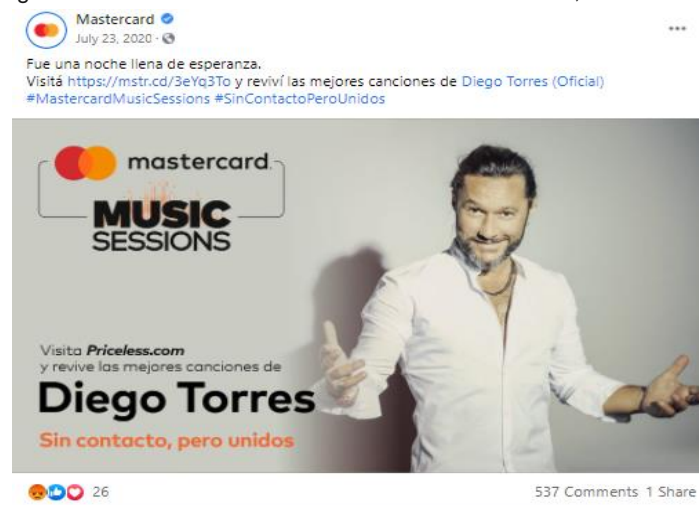 Mastercard
July 23, 2020 ·
Fue una noche llena de esperanza.
Visitá https://mstr.cd/3eYq3To y reviví las mejores canciones de Diego Torres (Oficial)
#MastercardMusicSessions #SinContactoPeroUnidos
mastercard
MUSIC
SESSIONS
Visita Priceless.com
y revive las mejores canciones de
Diego Torres
Sin contacto, pero unidos
26
537 Comments 1 Share